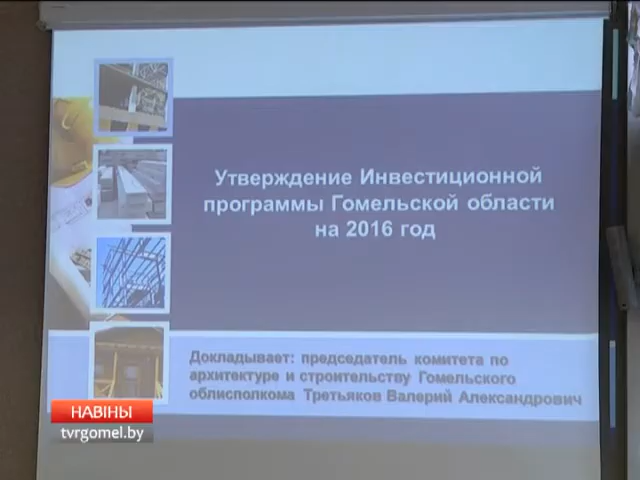 Утверждение Инвестиционной
программы Гомельской области
на 2016 год
Докладывает: председатель комитета по
архитектуре и строительству Гомельского
облисполкома Третьяков Валерий Александрович
НАВІНЫ
tvrgomel.by